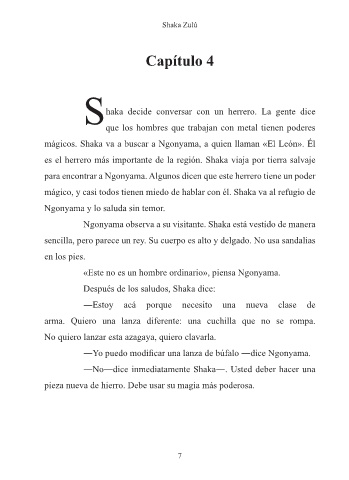 Shaka Zulú
Capítulo 4
Shaka decide conversar con un herrero. La gente dice
que los hombres que trabajan con metal tienen poderes
mágicos. Shaka va a buscar a Ngonyama, a quien llaman «El León». Él
es el herrero más importante de la región. Shaka viaja por tierra salvaje
para encontrar a Ngonyama. Algunos dicen que este herrero tiene un poder
mágico, y casi todos tienen miedo de hablar con él. Shaka va al refugio de
Ngonyama y lo saluda sin temor.
Ngonyama observa a su visitante. Shaka está vestido de manera
sencilla, pero parece un rey. Su cuerpo es alto y delgado. No usa sandalias
en los pies.
«Este no es un hombre ordinario», piensa Ngonyama.
Después de los saludos, Shaka dice:
—Estoy acá porque necesito una nueva clase de
arma. Quiero una lanza diferente: una cuchilla que no se rompa.
No quiero lanzar esta azagaya, quiero clavarla.
—Yo puedo modificar una lanza de búfalo —dice Ngonyama.
—No—dice inmediatamente Shaka—. Usted deber hacer una
pieza nueva de hierro. Debe usar su magia más poderosa.
7